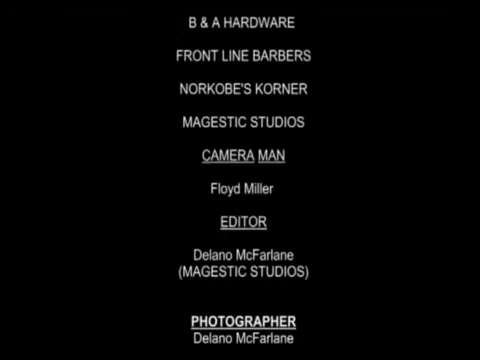 B & A HARDWARE
FRONT LINE BARBERS
NORKOBE'S KORNER
MAGESTIC STUDIOS
CAMERA MAN
Floyd Miller
EDITOR
Delano McFarlane
(MAGESTIC STUDIOS)
PHOTOGRAPHER
Delano McFarlane